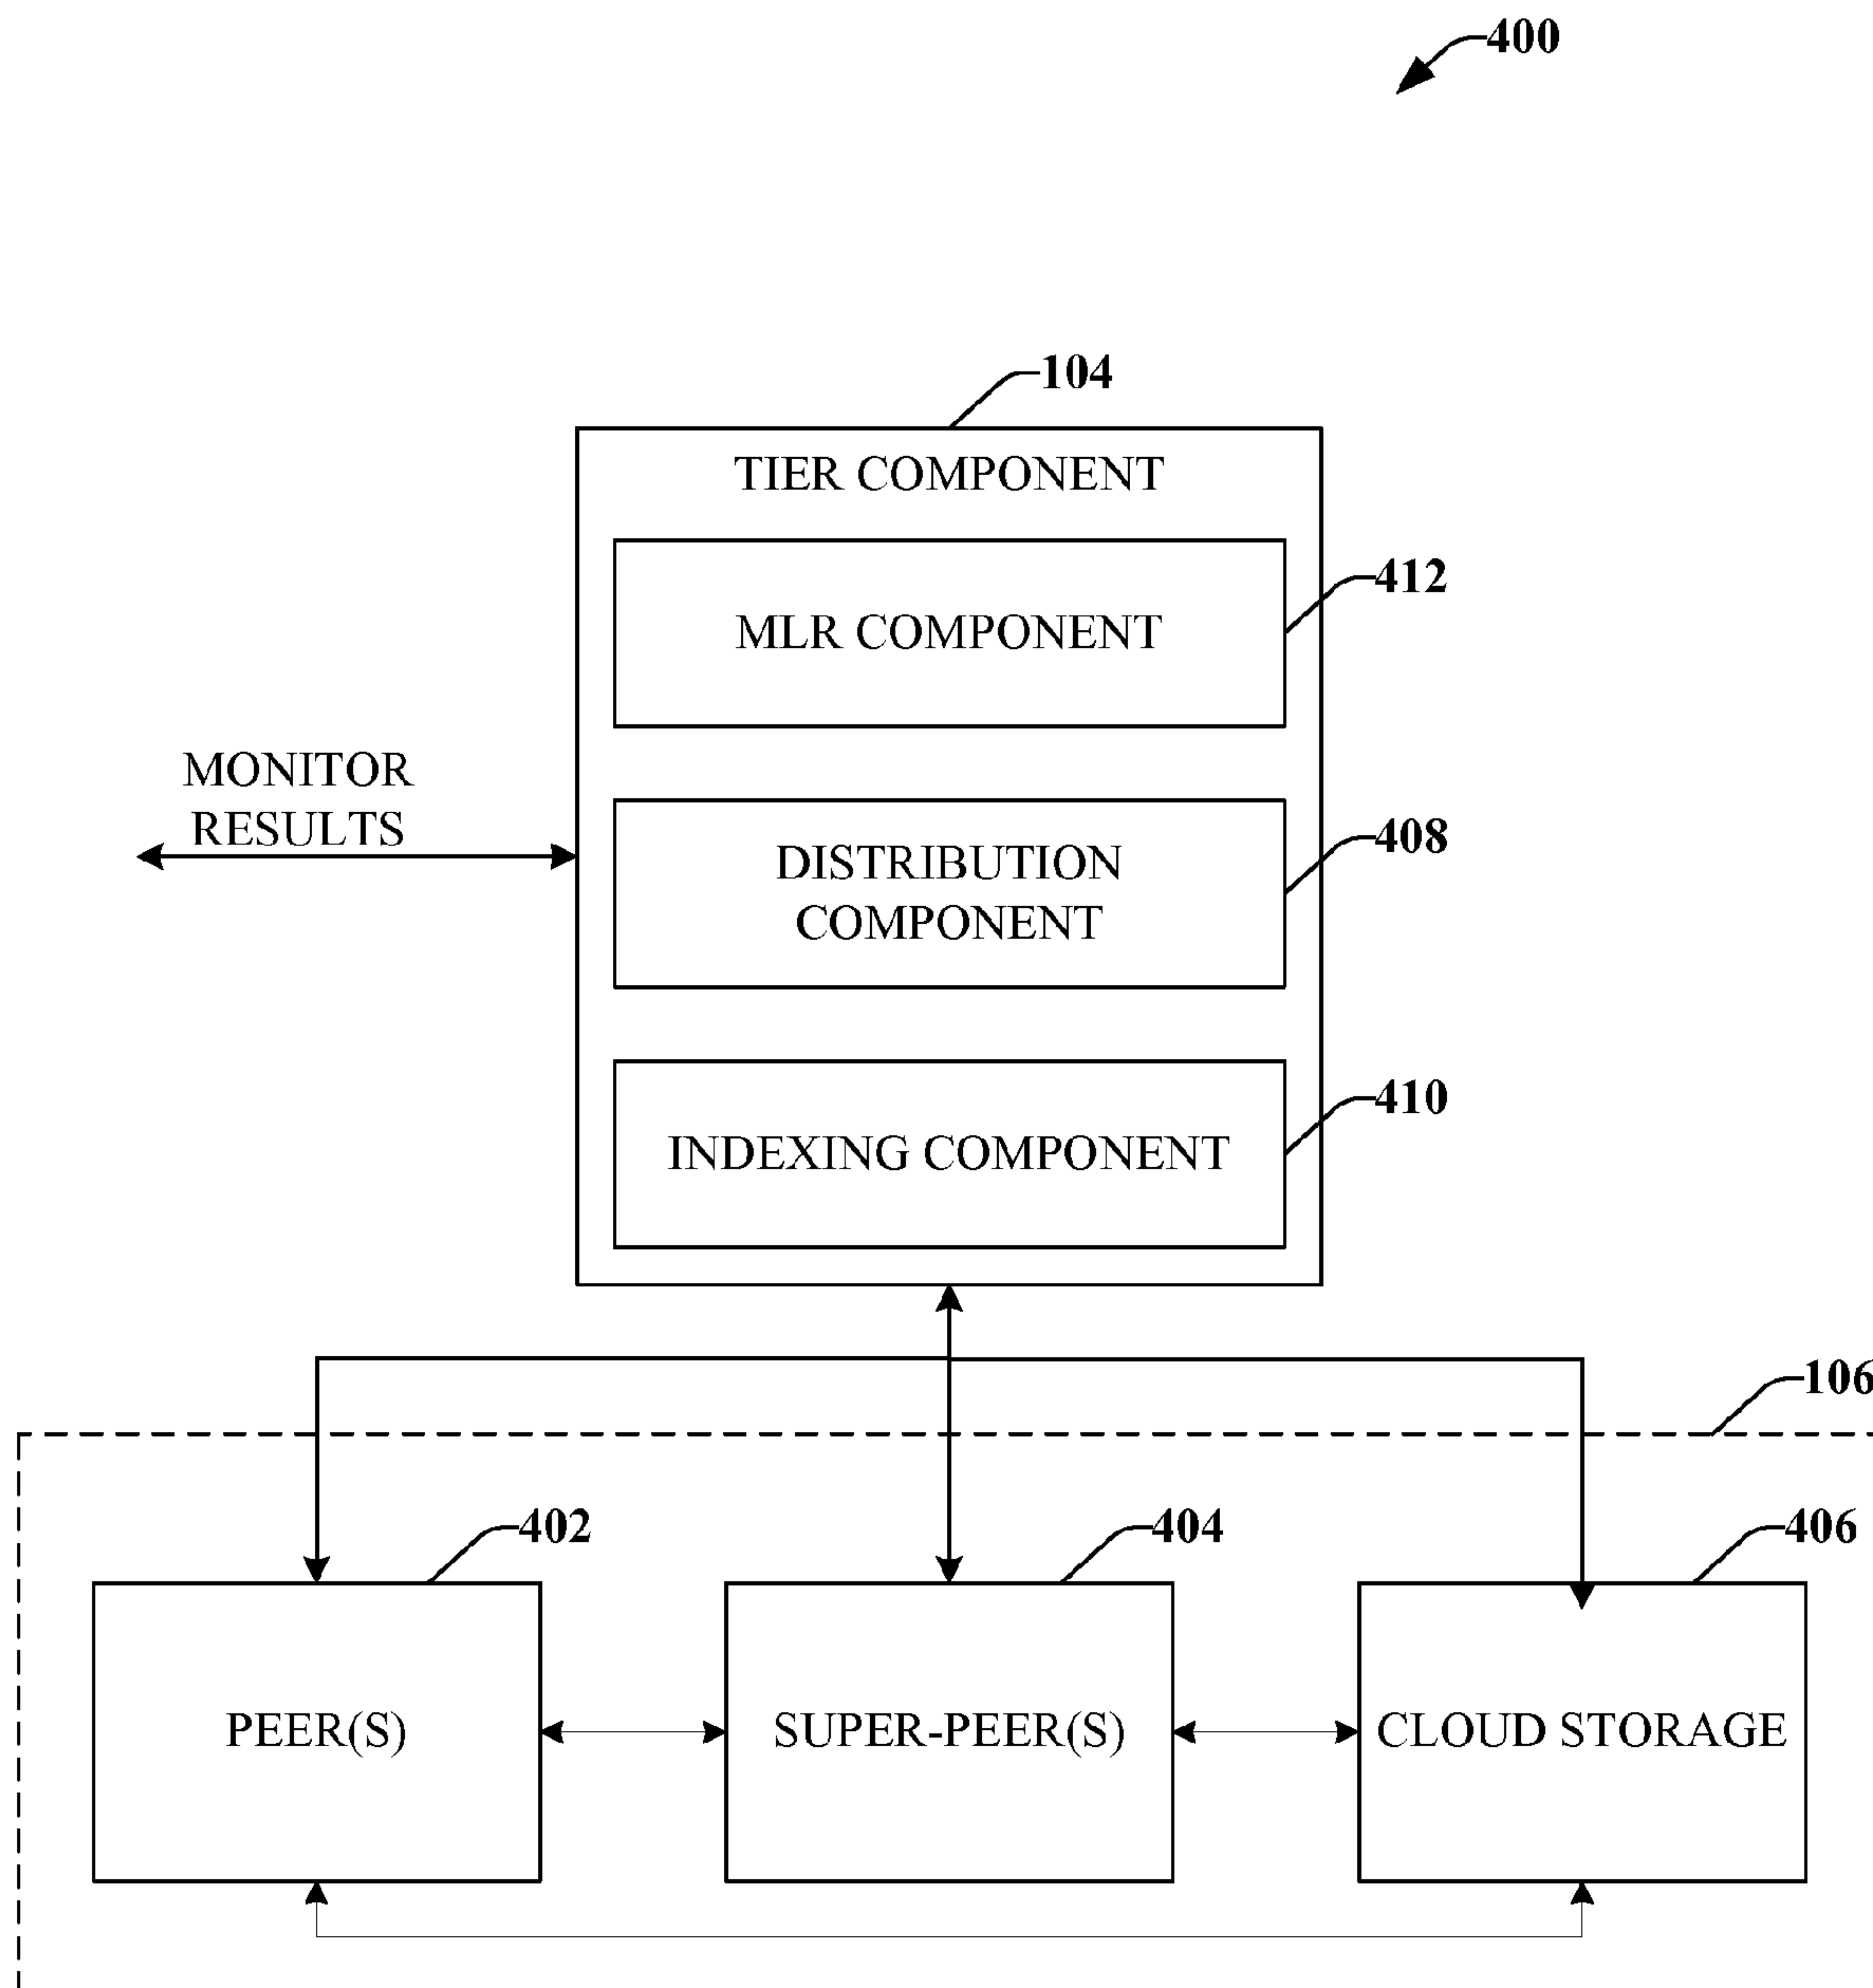 400
104
TIER COMPONENT
412
MLR COMPONENT
MONITOR
RESULTS
408
DISTRIBUTION
COMPONENT
410
INDEXING COMPONENT
106
402
404
406
PEER(S)
SUPER-PEER(S)
CLOUD STORAGE